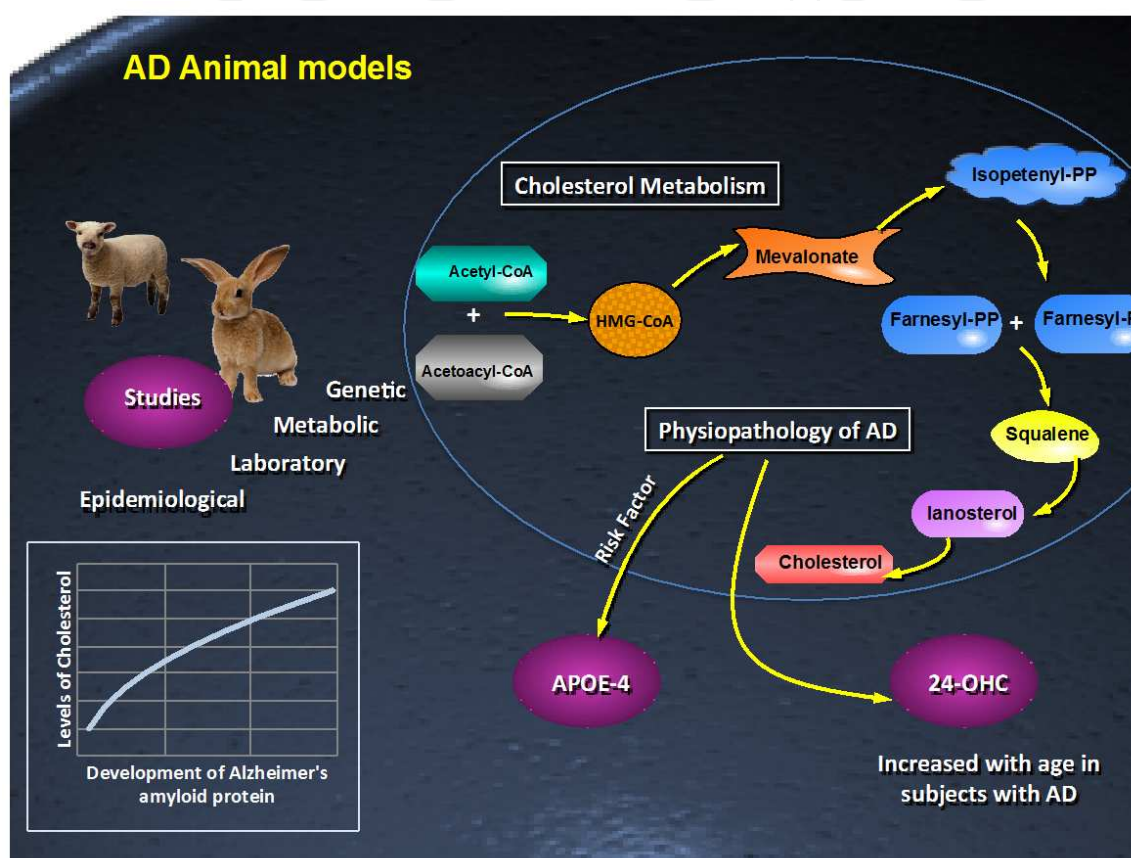 AD Animal models
Cholesterol Metabolism
Isopetenyl-PP
Mevalonate
Acetyl-CoA
+
HMG-CoA
Acetoacyl-CoA
Farnesyl-PP
+
Farnesyl-P
Studies
Genetic
Metabolic
Laboratory
Epidemiological
Physiopathology of AD
Squalene
Risk Factor
lanosterol
Cholesterol
APOE-4
24-OHC
Increased with age in
subjects with AD
Levels of Cholesterol
Development of Alzheimer's
amyloid protein